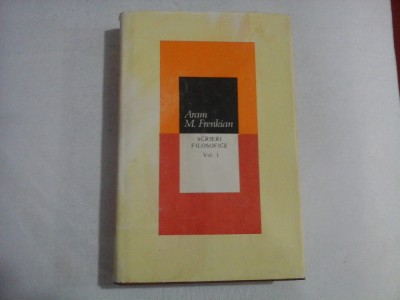 Aram
M. Frenkian
SCRIERI
FILOSOFICE
Vol. I